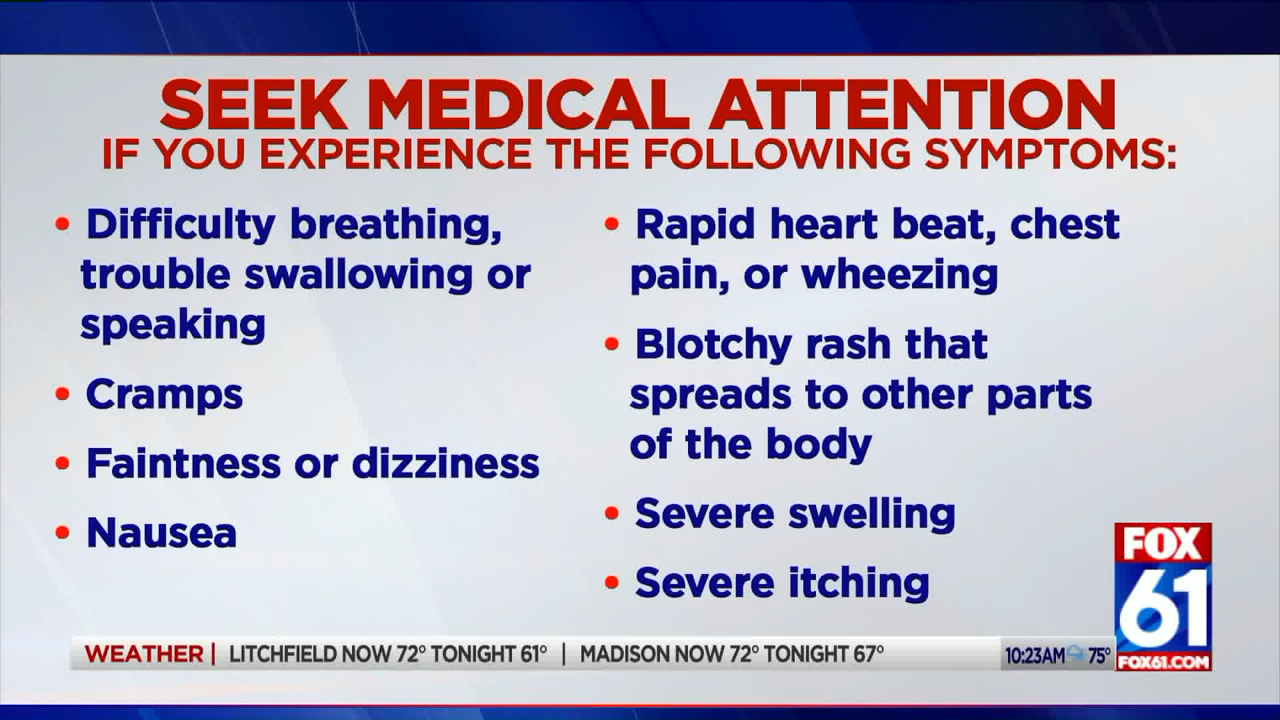 SEEK MEDICAL ATTENTION
IF YOU EXPERIENCE THE FOLLOWING SYMPTOMS:
• Difficulty breathing,
trouble swallowing or
speaking
• Cramps
• Faintness or dizziness
• Nausea
• Rapid heart beat, chest
pain, or wheezing
• Blotchy rash that
spreads to other parts
of the body
• Severe swelling
• Severe itching
FOX
61
FOX61.COM
WEATHER | LITCHFIELD NOW 72° TONIGHT 61° | MADISON NOW 72° TONIGHT 67°
10:23AM 75°